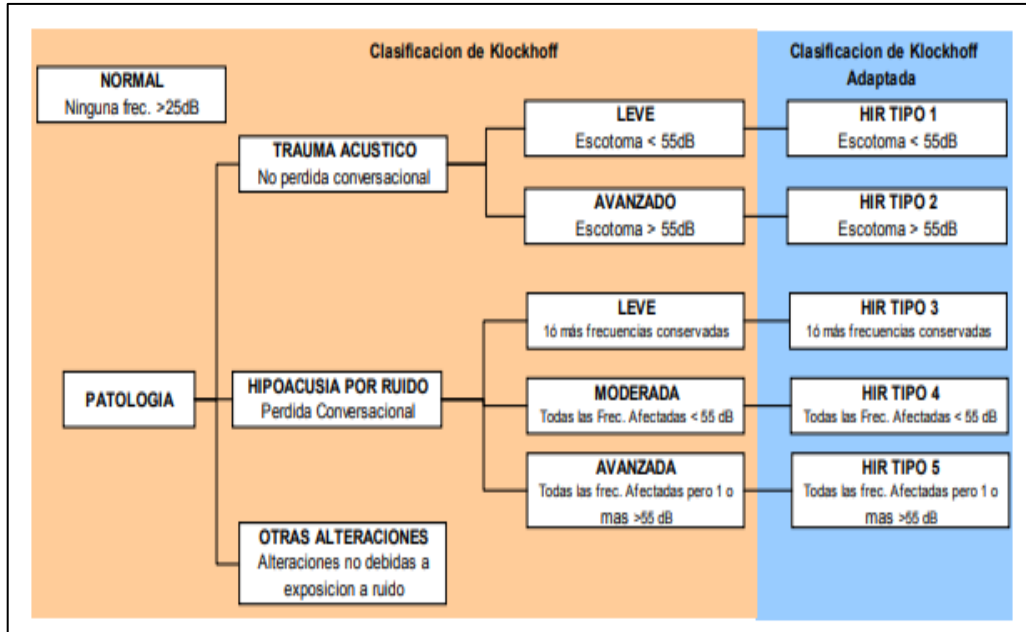 Clasificacion de Klockhoff
Clasificacion de Klockhoff
Adaptada
NORMAL
Ninguna frec. >25dB
TRAUMA ACUSTICO
No perdida conversacional
LEVE
Escotoma < 55dB
HIR TIPO 1
Escotoma < 55dB
AVANZADO
Escotoma > 55dB
HIR TIPO 2
Escotoma > 55dB
PATOLOGIA
HIPOACUSIA POR RUIDO
Perdida Conversacional
LEVE
1ó más frecuencias conservadas
HIR TIPO 3
1ó más frecuencias conservadas
MODERADA
Todas las Frec. Afectadas < 55 dB
HIR TIPO 4
Todas las Frec. Afectadas < 55 dB
AVANZADA
Todas las frec. Afectadas pero 1 o
mas >55 dB
HIR TIPO 5
Todas las frec. Afectadas pero 1 o
mas >55 dB
OTRAS ALTERACIONES
Alteraciones no debidas a
exposicion a ruido